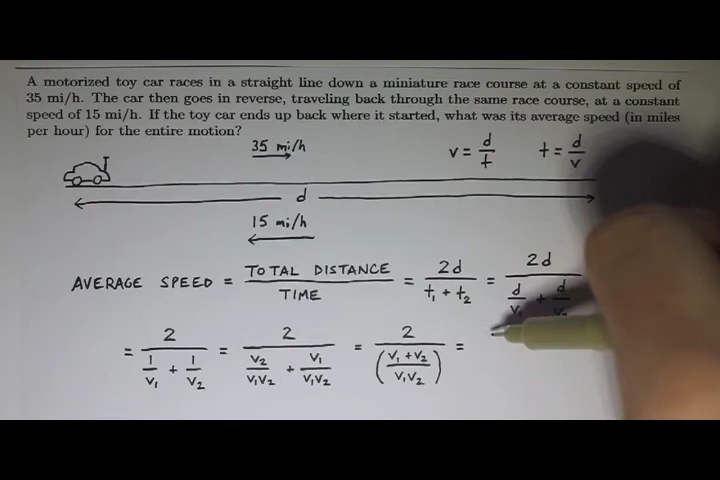 A motorized toy car races in a straight line down a miniature race course at a constant speed of
35 mi/h. The car then goes in reverse, traveling back through the same race course, at a constant
speed of 15 mi/h. If the toy car ends up back where it started, what was its average speed (in miles
per hour) for the entire motion?
35 mi/h v = d/t t = d/v
d
15 mi/h
AVERAGE SPEED = TOTAL DISTANCE / TIME = 2d / (t₁ + t₂) = 2d / (d/v₁ + d/v₂)
= 2 / (1/v₁ + 1/v₂) = 2 / (v₂/v₁v₂ + v₁/v₁v₂) = 2 / ((v₁ + v₂)/v₁v₂) =